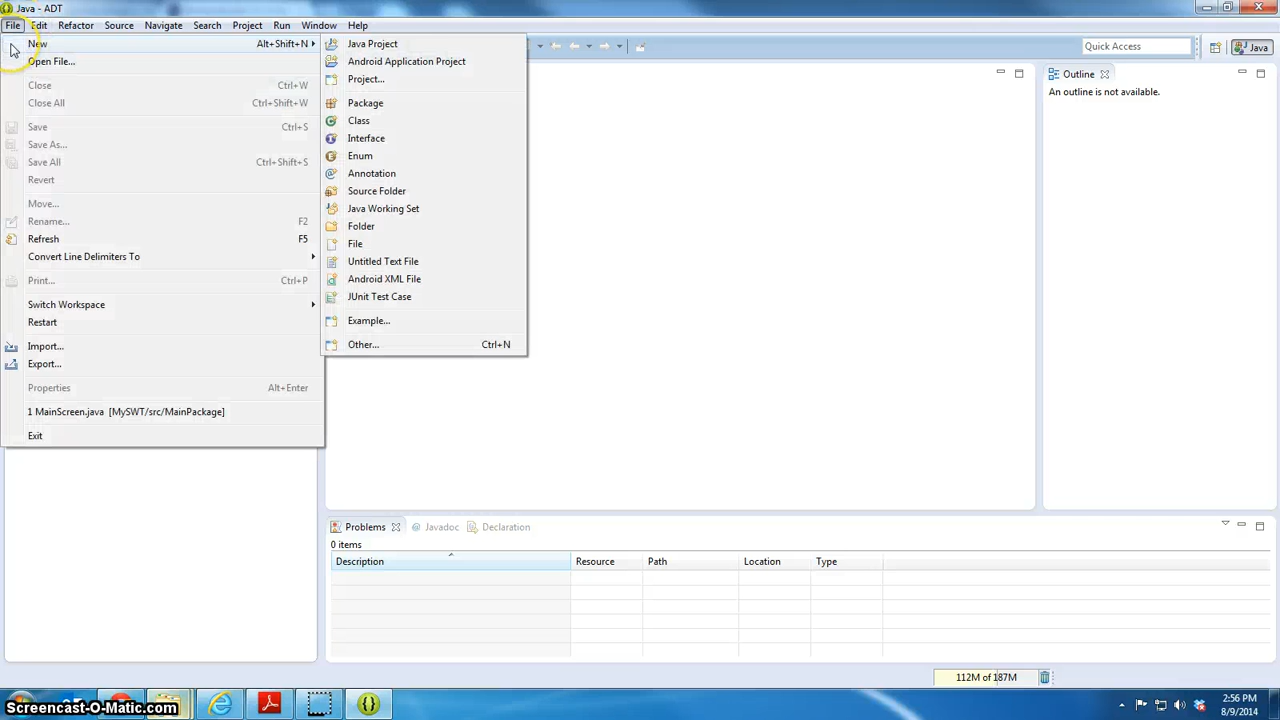 Java - ADT
File Edit Refactor Source Navigate Search Project Run Window Help
New Alt+Shift+N
Open File...
Close Ctrl+W
Close All Ctrl+Shift+W
Save Ctrl+S
Save As...
Save All Ctrl+Shift+S
Revert
Move...
Rename... F2
Refresh F5
Convert Line Delimiters To
Print... Ctrl+P
Switch Workspace
Restart
Import...
Export...
Properties Alt+Enter
1 MainScreen.java [MySWT/src/MainPackage]
Exit
Java Project
Android Application Project
Project...
Package
Class
Interface
Enum
Annotation
Source Folder
Java Working Set
Folder
File
Untitled Text File
Android XML File
JUnit Test Case
Example...
Other... Ctrl+N
Quick Access
Java
Outline
An outline is not available.
Problems Javadoc Declaration
0 items
Description Resource Path Location Type
112M of 187M
Screencast-O-Matic.com
2:56 PM
8/9/2014